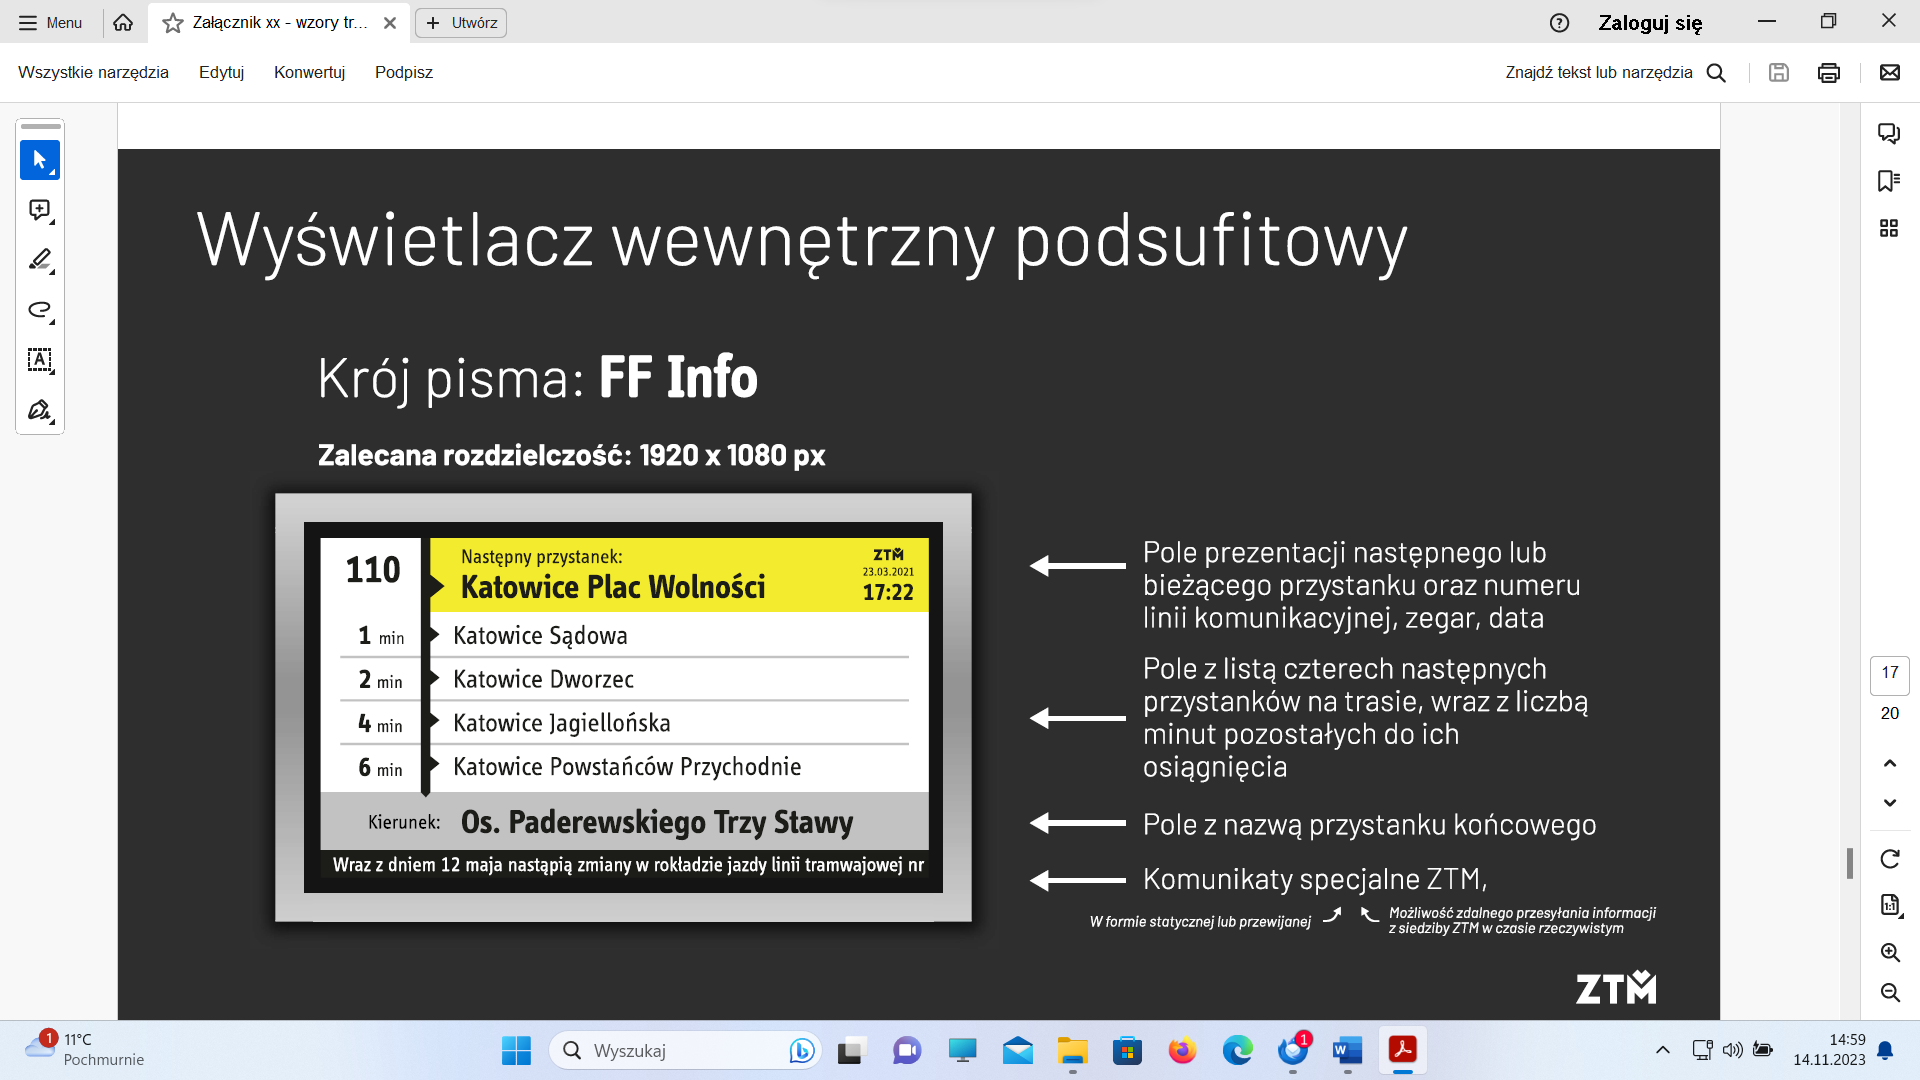 Menu
Załącznik xx - wzory tr...
Utwórz
Zaloguj się
Wszystkie narzędzia
Edytuj
Konwertuj
Podpisz
Znajdź tekst lub narzędzia
Wyświetlacz wewnętrzny podsufitowy
Krój pisma: FF Info
Zalecana rozdzielczość: 1920 x 1080 px
110
Następny przystanek:
Katowice Plac Wolności
ZTM
23.03.2021
17:22
1 min Katowice Sądowa
2 min Katowice Dworzec
4 min Katowice Jagiellońska
6 min Katowice Powstańców Przychodnie
Kierunek: Os. Paderewskiego Trzy Stawy
Wraz z dniem 12 maja nastąpią zmiany w rokładzie jazdy linii tramwajowej nr
Pole prezentacji następnego lub
bieżącego przystanku oraz numeru
linii komunikacyjnej, zegar, data
Pole z listą czterech następnych
przystanków na trasie, wraz z liczbą
minut pozostałych do ich
osiągnięcia
Pole z nazwą przystanku końcowego
Komunikaty specjalne ZTM,
W formie statycznej lub przewijanej
Możliwość zdalnego przesyłania informacji
z siedziby ZTM w czasie rzeczywistym
ZTM
17
20
1:1
1
11°C
Pochmurnie
Wyszukaj
1
14:59
14.11.2023